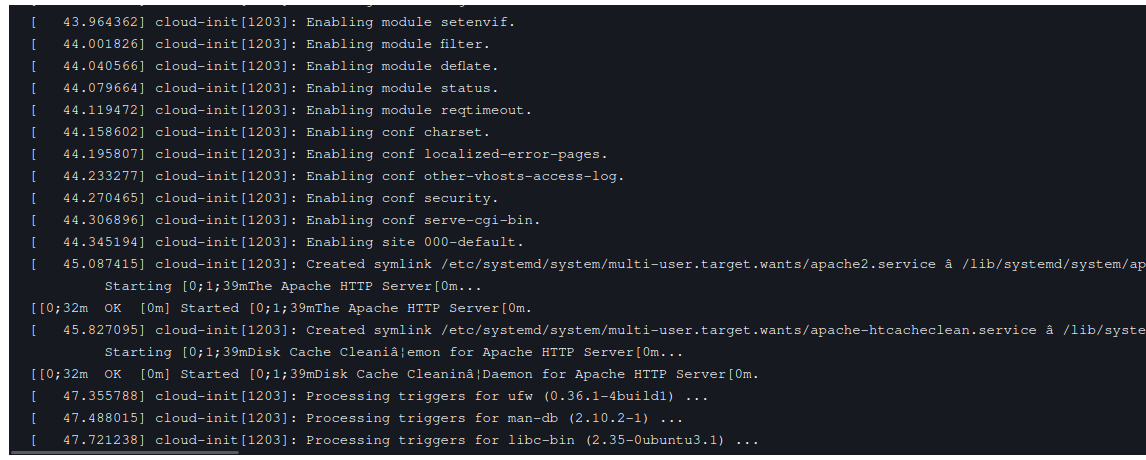 [   43.964362] cloud-init[1203]: Enabling module setenvif.
[   44.001826] cloud-init[1203]: Enabling module filter.
[   44.040566] cloud-init[1203]: Enabling module deflate.
[   44.079664] cloud-init[1203]: Enabling module status.
[   44.119472] cloud-init[1203]: Enabling module reqtimeout.
[   44.158602] cloud-init[1203]: Enabling conf charset.
[   44.195807] cloud-init[1203]: Enabling conf localized-error-pages.
[   44.233277] cloud-init[1203]: Enabling conf other-vhosts-access-log.
[   44.270465] cloud-init[1203]: Enabling conf security.
[   44.306896] cloud-init[1203]: Enabling conf serve-cgi-bin.
[   44.345194] cloud-init[1203]: Enabling site 000-default.
[   45.087415] cloud-init[1203]: Created symlink /etc/systemd/system/multi-user.target.wants/apache2.service â /lib/systemd/system/ap
         Starting [0;1;39mThe Apache HTTP Server[0m...
[[0;32m  OK  [0m] Started [0;1;39mThe Apache HTTP Server[0m.
[   45.827095] cloud-init[1203]: Created symlink /etc/systemd/system/multi-user.target.wants/apache-htcacheclean.service â /lib/syste
         Starting [0;1;39mDisk Cache Cleaniâ¦emon for Apache HTTP Server[0m...
[[0;32m  OK  [0m] Started [0;1;39mDisk Cache Cleaninâ¦Daemon for Apache HTTP Server[0m.
[   47.355788] cloud-init[1203]: Processing triggers for ufw (0.36.1-4build1) ...
[   47.488015] cloud-init[1203]: Processing triggers for man-db (2.10.2-1) ...
[   47.721238] cloud-init[1203]: Processing triggers for libc-bin (2.35-0ubuntu3.1) ...